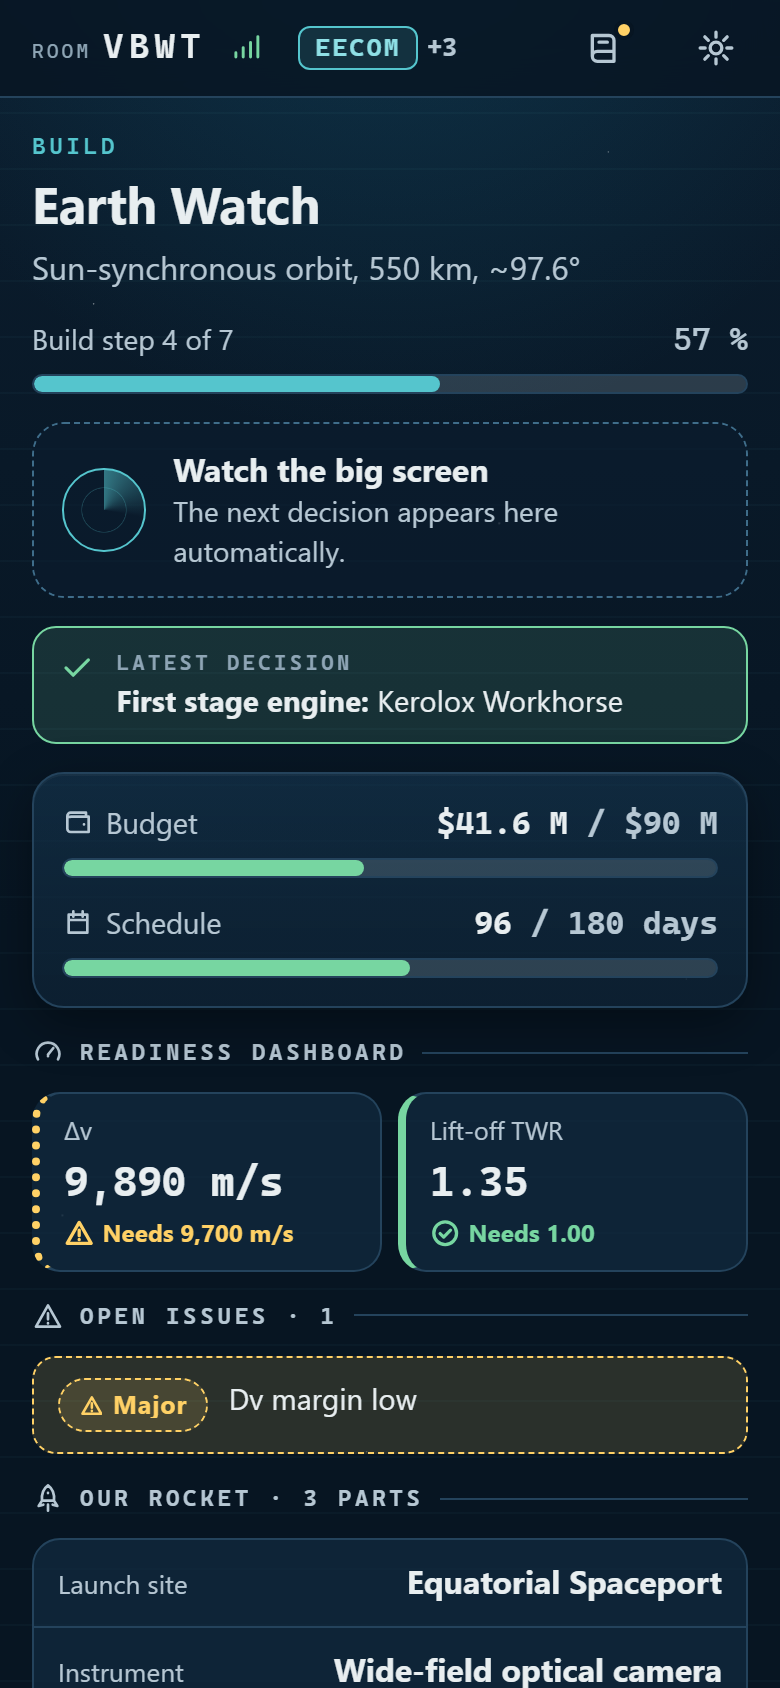 ROOM VBWT EECOM +3
BUILD
Earth Watch
Sun-synchronous orbit, 550 km, ~97.6°
Build step 4 of 7 57 %
Watch the big screen
The next decision appears here
automatically.
LATEST DECISION
First stage engine: Kerolox Workhorse
Budget $41.6 M / $90 M
Schedule 96 / 180 days
READINESS DASHBOARD
Δv
9,890 m/s
Needs 9,700 m/s
Lift-off TWR
1.35
Needs 1.00
OPEN ISSUES · 1
Major Dv margin low
OUR ROCKET · 3 PARTS
Launch site Equatorial Spaceport
Instrument Wide-field optical camera